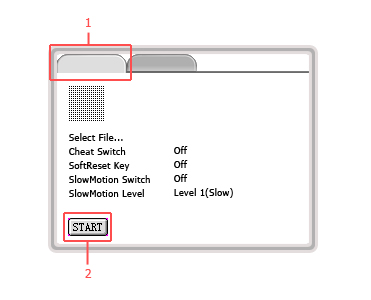 1
Select File...
Cheat Switch Off
SoftReset Key Off
SlowMotion Switch Off
SlowMotion Level Level 1(Slow)
START
2